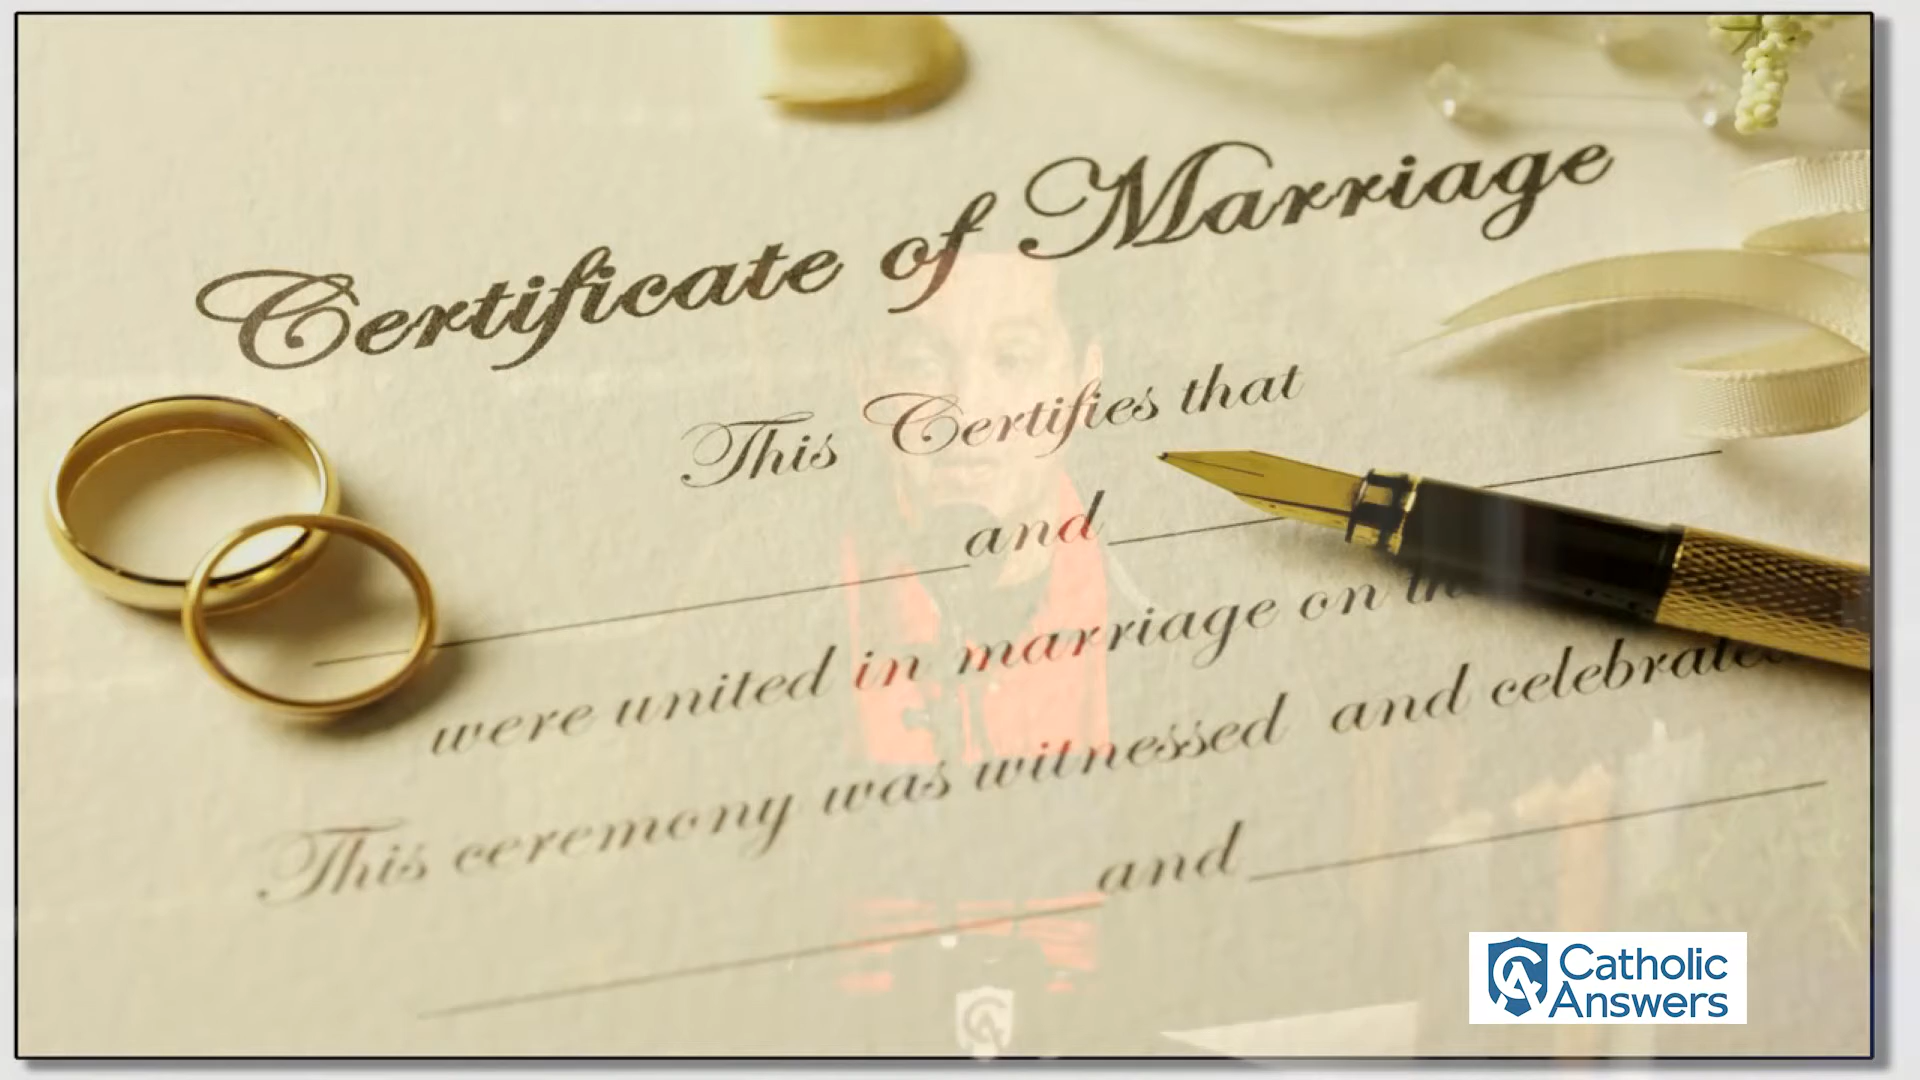 Certificate of Marriage
This Certifies that
and
were united in marriage on
This ceremony was witnessed and celebrated
and
Catholic
Answers